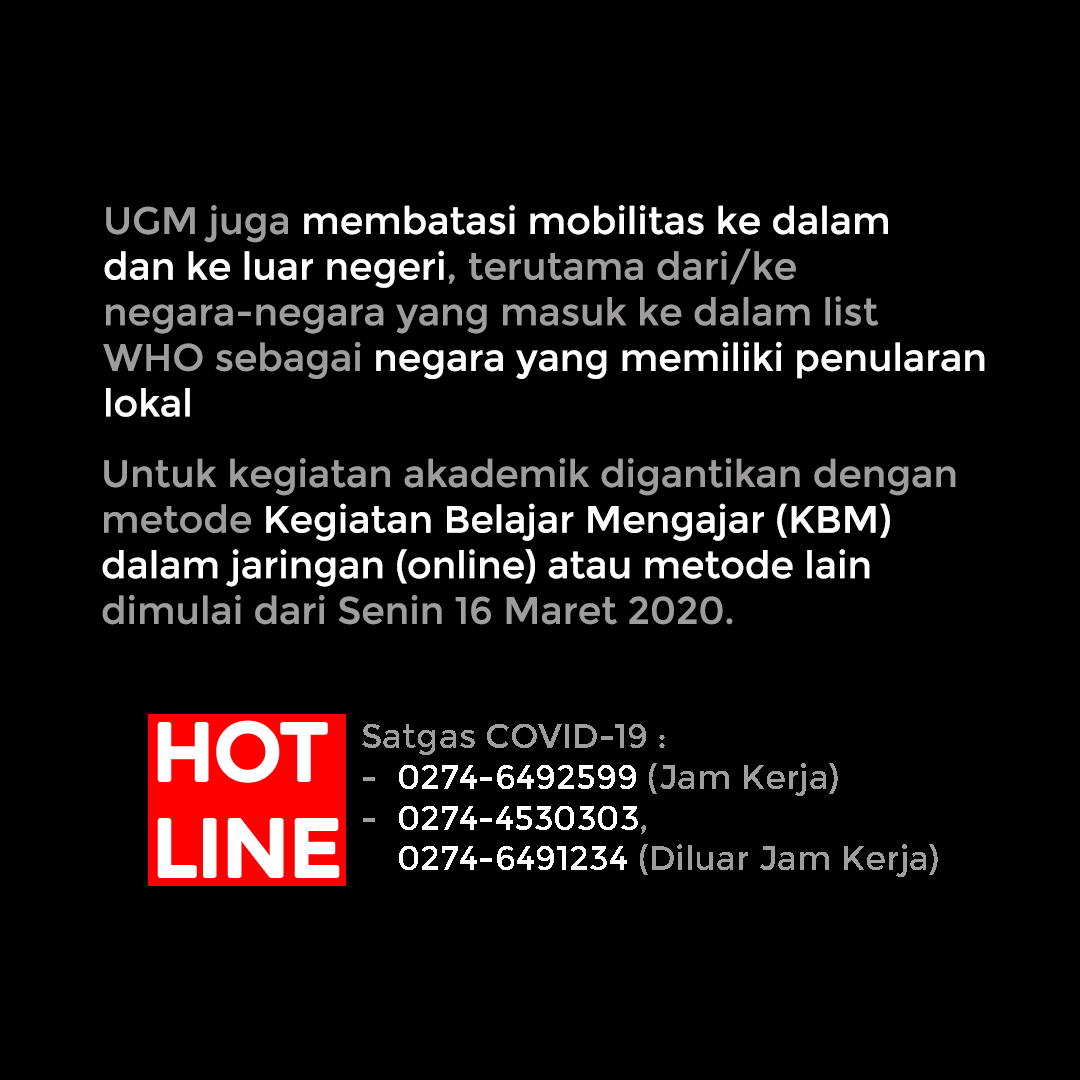 UGM juga membatasi mobilitas ke dalam
dan ke luar negeri, terutama dari/ke
negara-negara yang masuk ke dalam list
WHO sebagai negara yang memiliki penularan
lokal
Untuk kegiatan akademik digantikan dengan
metode Kegiatan Belajar Mengajar (KBM)
dalam jaringan (online) atau metode lain
dimulai dari Senin 16 Maret 2020.
HOT
LINE
Satgas COVID-19 :
- 0274-6492599 (Jam Kerja)
- 0274-4530303,
0274-6491234 (Diluar Jam Kerja)